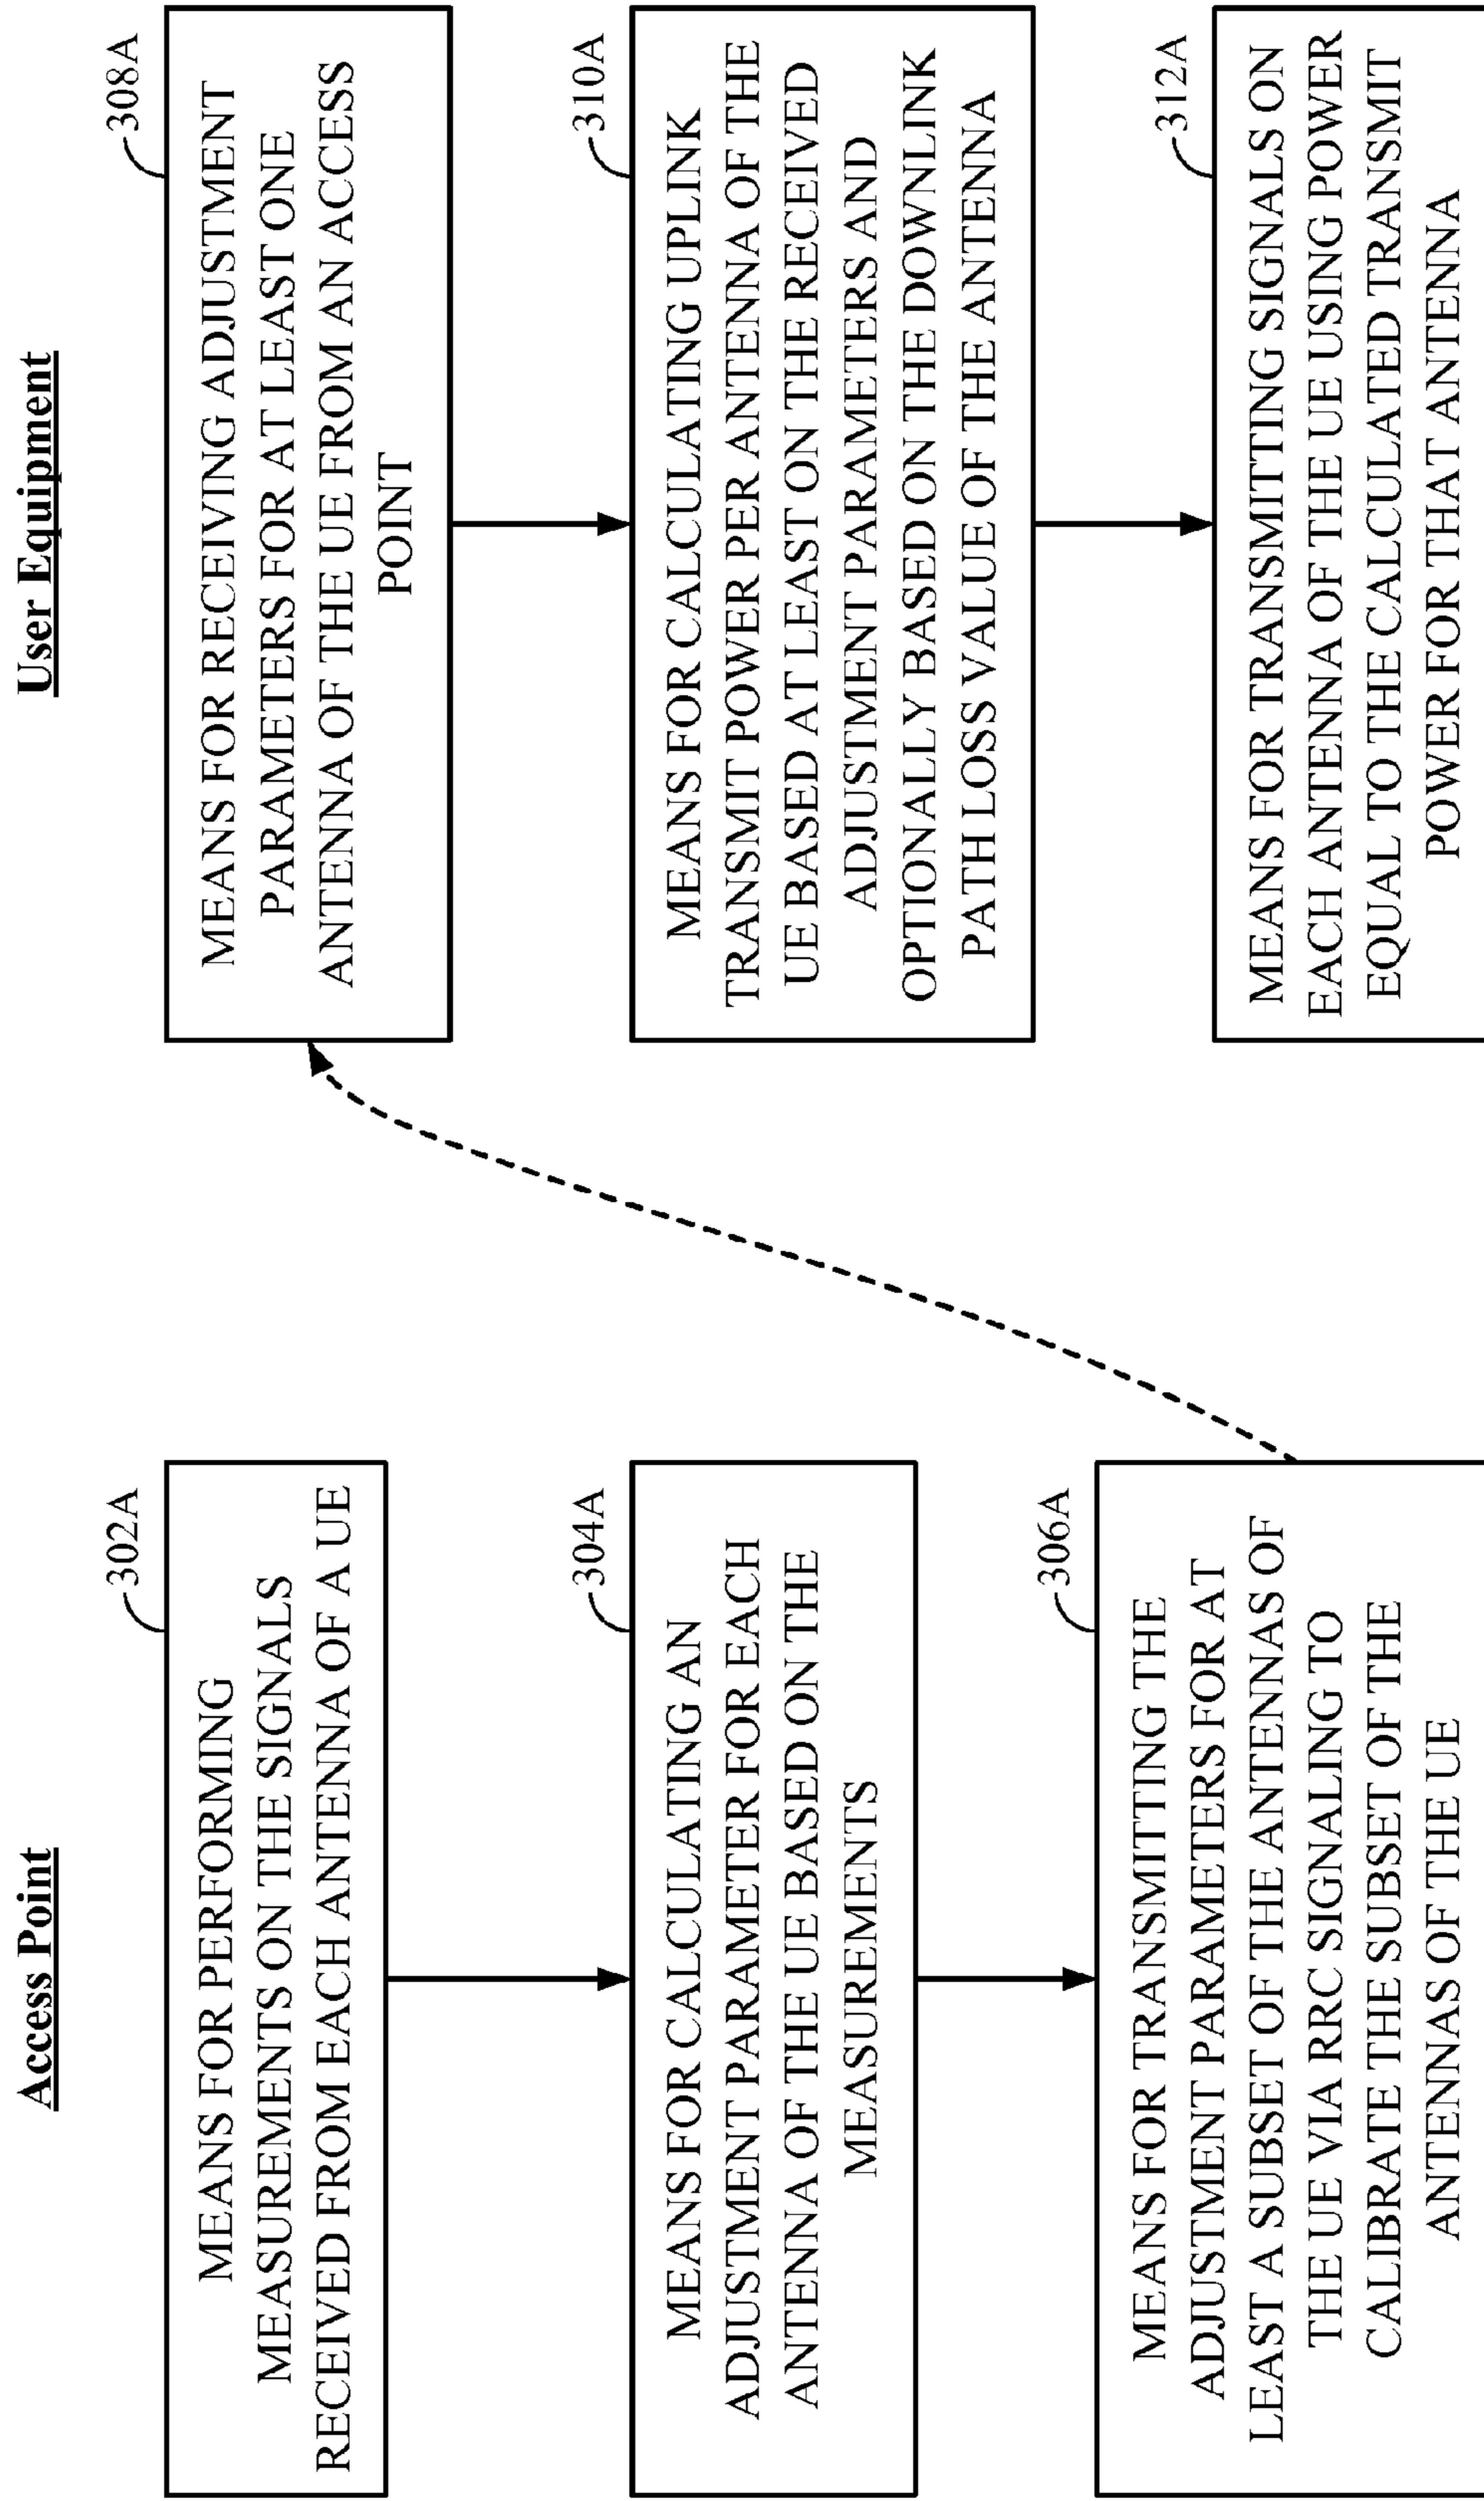 Access Point
302A
MEANS FOR PERFORMING
MEASUREMENTS ON THE SIGNALS
RECEIVED FROM EACH ANTENNA OF A UE
304A
MEANS FOR CALCULATING AN
ADJUSTMENT PARAMETER FOR EACH
ANTENNA OF THE UE BASED ON THE
MEASUREMENTS
306A
MEANS FOR TRANSMITTING THE
ADJUSTMENT PARAMETERS FOR AT
LEAST A SUBSET OF THE ANTENNAS OF
THE UE VIA RRC SIGNALING TO
CALIBRATE THE SUBSET OF THE
ANTENNAS OF THE UE
User Equipment
308A
MEANS FOR RECEIVING ADJUSTMENT
PARAMETERS FOR AT LEAST ONE
ANTENNA OF THE UE FROM AN ACCESS
POINT
310A
MEANS FOR CALCULATING UPLINK
TRANSMIT POWER PER ANTENNA OF THE
UE BASED AT LEAST ON THE RECEIVED
ADJUSTMENT PARAMETERS AND
OPTIONALLY BASED ON THE DOWNLINK
PATH LOSS VALUE OF THE ANTENNA
312A
MEANS FOR TRANSMITTING SIGNALS ON
EACH ANTENNA OF THE UE USING POWER
EQUAL TO THE CALCULATED TRANSMIT
POWER FOR THAT ANTENNA